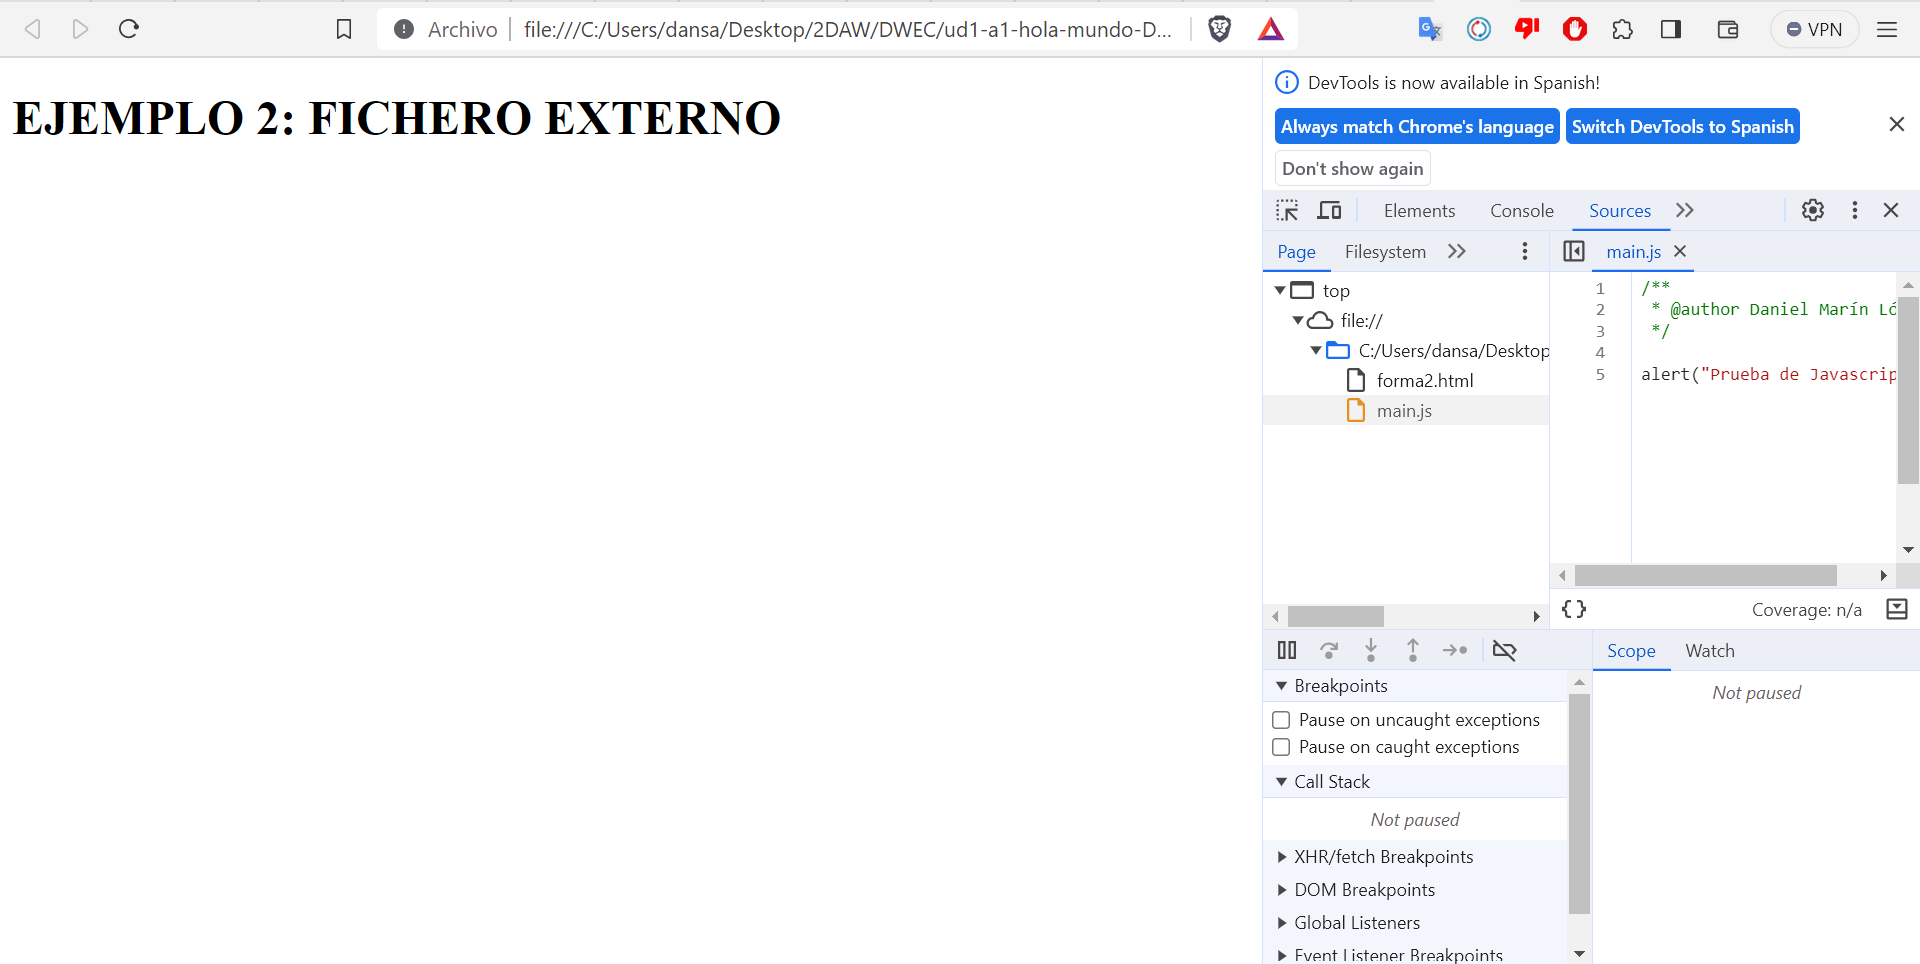 Archivo file:///C:/Users/dansa/Desktop/2DAW/DWEC/ud1-a1-hola-mundo-D... VPN
EJEMPLO 2: FICHERO EXTERNO
DevTools is now available in Spanish!
Always match Chrome's language Switch DevTools to Spanish
Don't show again
Elements Console Sources
Page Filesystem
top
file://
C:/Users/dansa/Desktop
forma2.html
main.js
main.js
1 /**
2 * @author Daniel Marín Ló
3 */
4
5 alert("Prueba de Javascrip
Coverage: n/a
Breakpoints
Pause on uncaught exceptions
Pause on caught exceptions
Call Stack
Not paused
XHR/fetch Breakpoints
DOM Breakpoints
Global Listeners
Event Listener Breakpoints
Scope Watch
Not paused